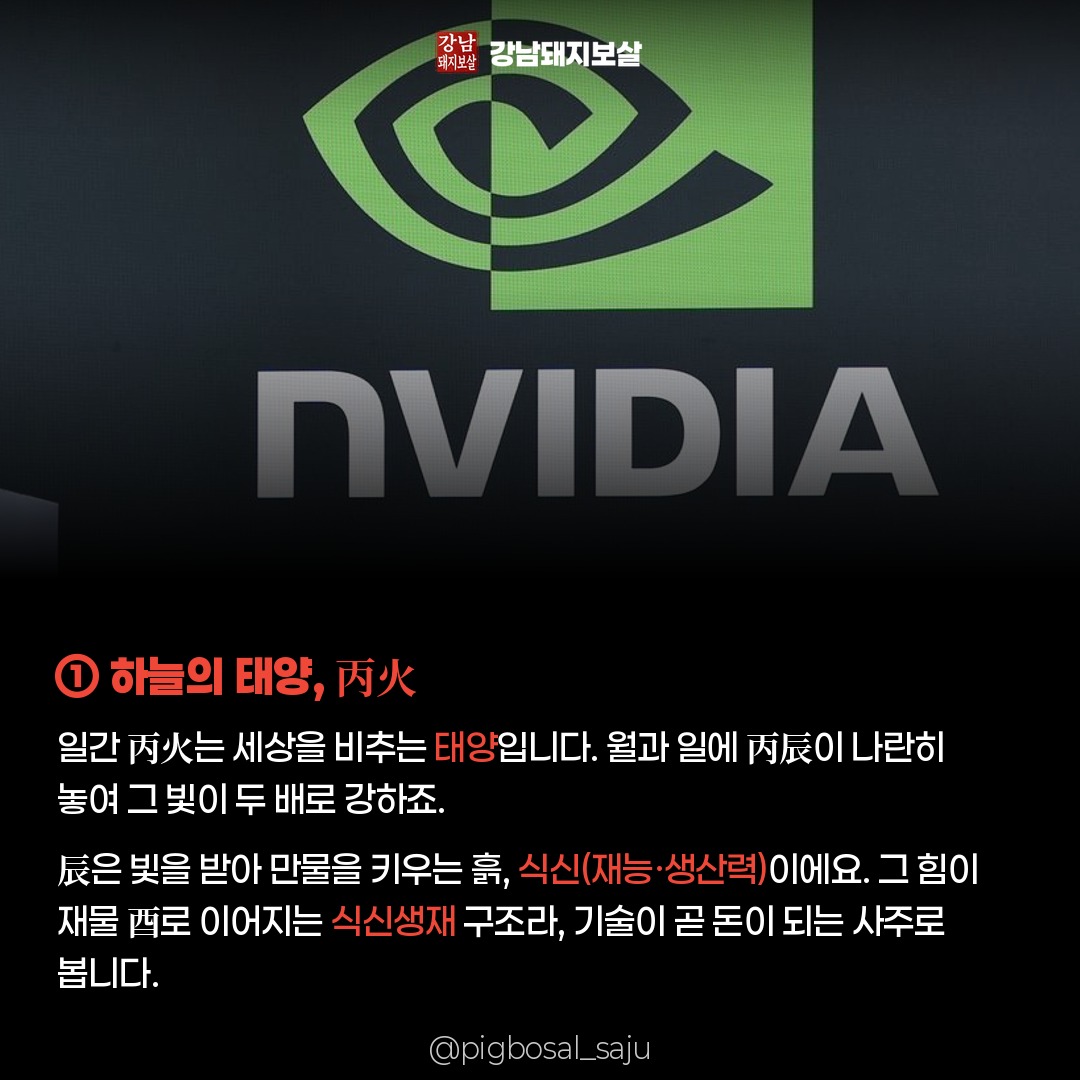 강남
돼지보살
강남돼지보살
NVIDIA
① 하늘의 태양, 丙火
일간 丙火는 세상을 비추는 태양입니다. 월과 일에 丙辰이 나란히
놓여 그 빛이 두 배로 강하죠.
辰은 빛을 받아 만물을 키우는 흙, 식신(재능·생산력)이에요. 그 힘이
재물 酉로 이어지는 식신생재 구조라, 기술이 곧 돈이 되는 사주로
봅니다.
@pigbosal_saju